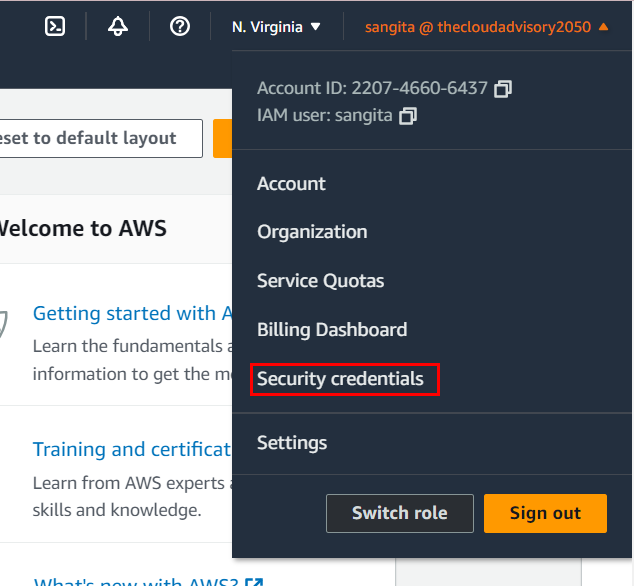 N. Virginia
sangita @ thecloudadvisory2050
Account ID: 2207-4660-6437
IAM user: sangita
eset to default layout
Account
Welcome to AWS
Organization
Service Quotas
Getting started with A
Billing Dashboard
Learn the fundamentals a
information to get the m
Security credentials
Settings
Training and certificat
Learn from AWS experts a
skills and knowledge.
Switch role
Sign out
What's new with AWS?